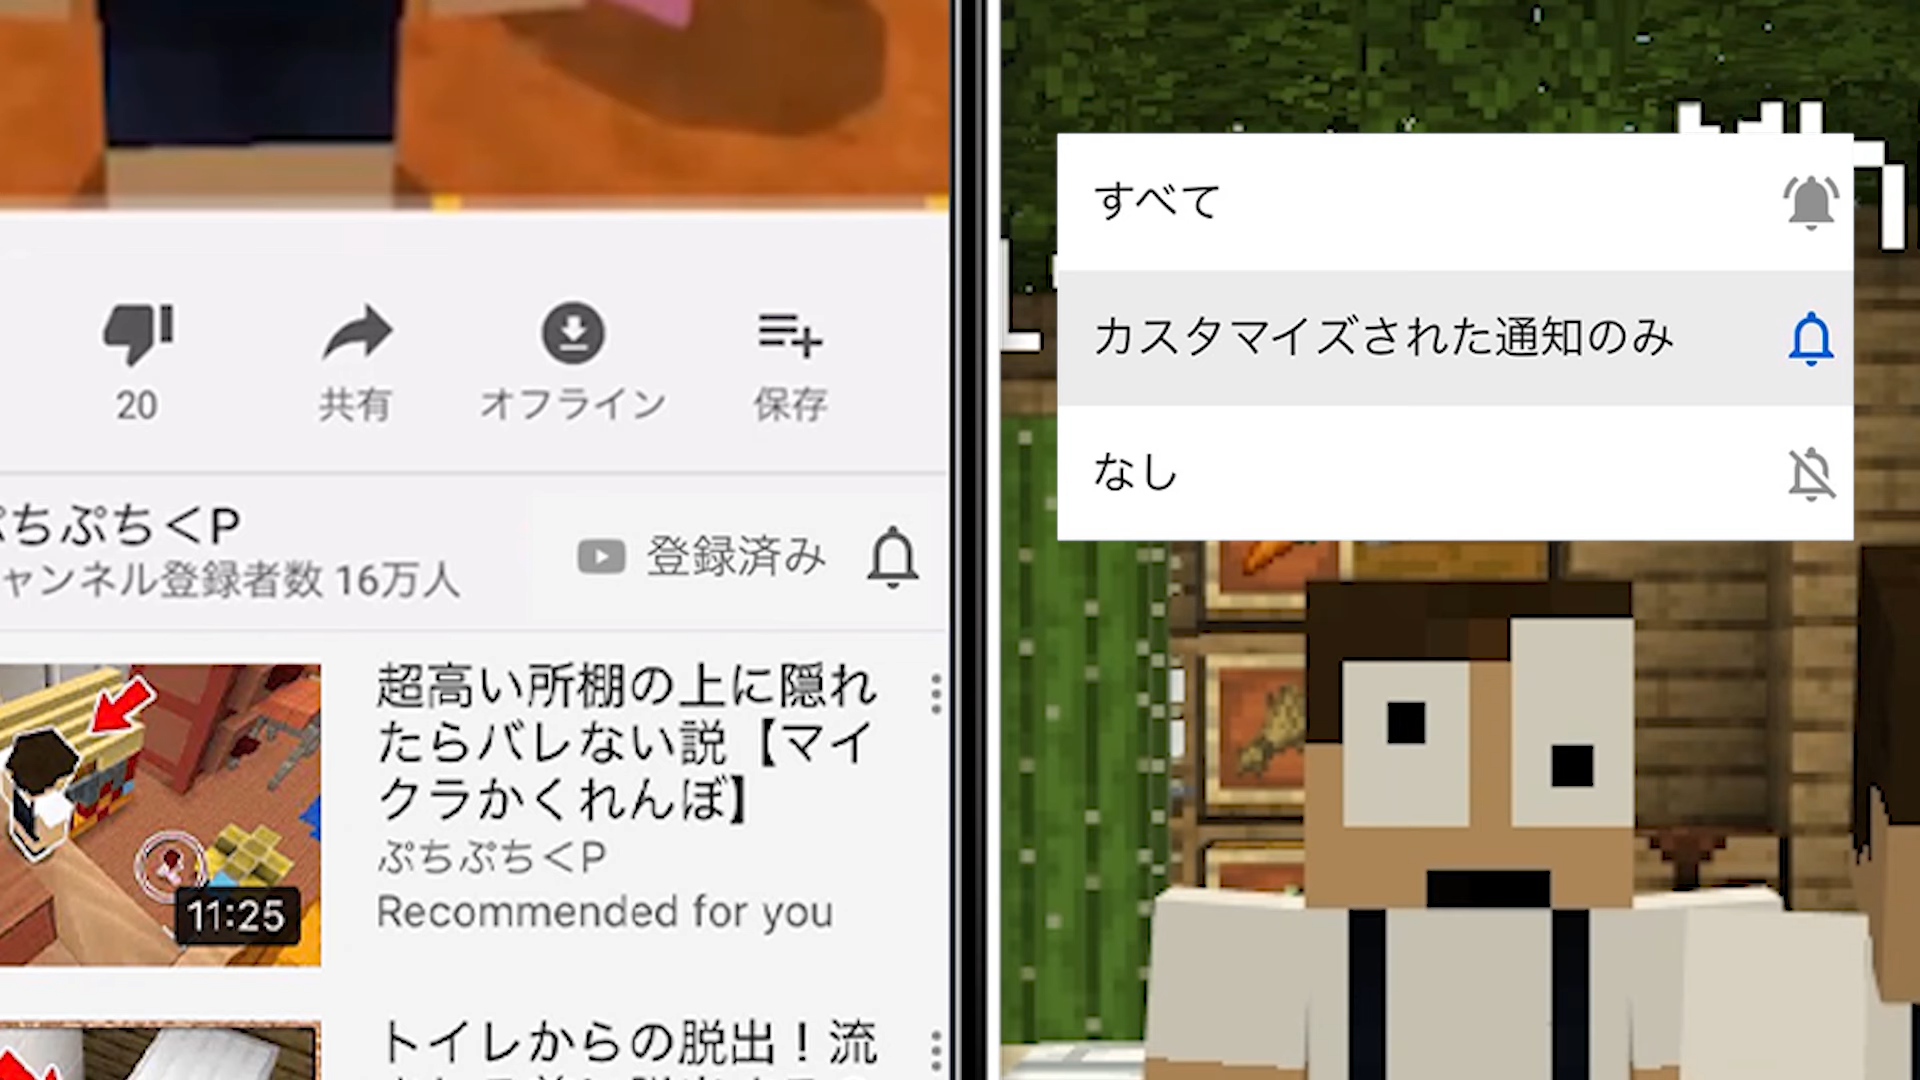 20
共有
オフライン
保存
ぷちぷち<P
ャンネル登録者数 16万人
登録済み
超高い所棚の上に隠れ
たらバレない説【マイ
クラかくれんぼ】
ぷちぷち<P
Recommended for you
11:25
トイレからの脱出！流
すべて
カスタマイズされた通知のみ
なし